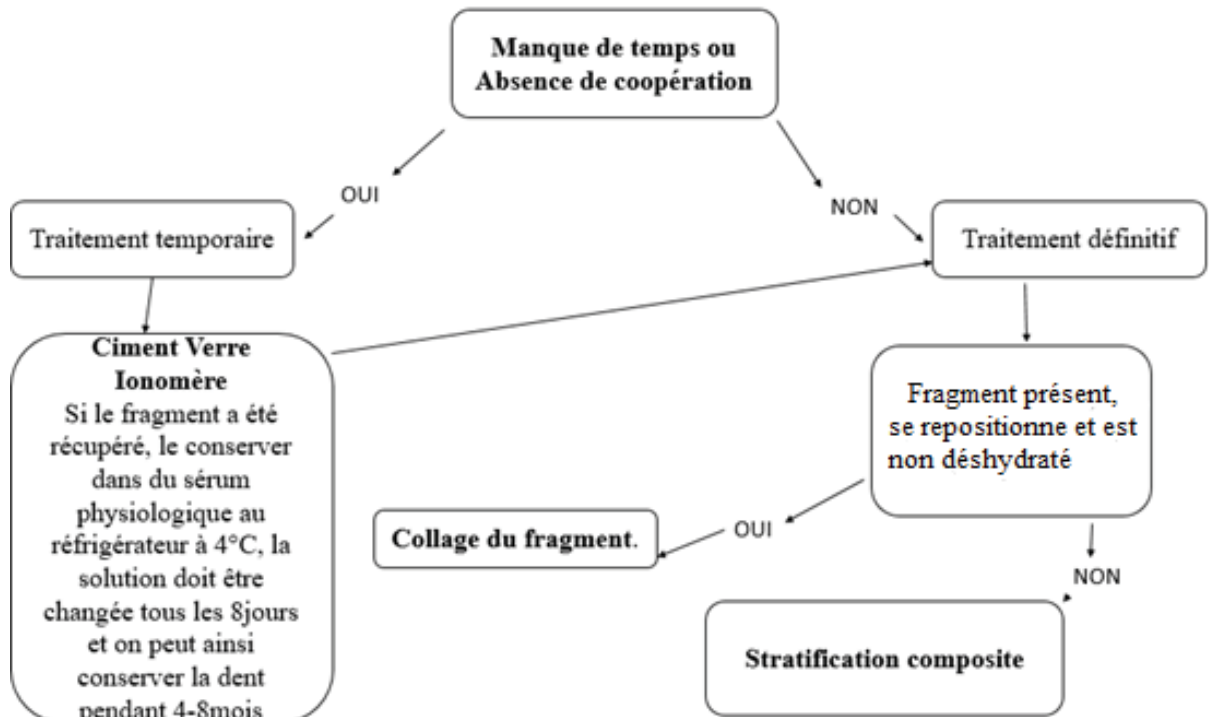 Manque de temps ou
Absence de coopération
OUI
NON
Traitement temporaire
Traitement définitif
Ciment Verre
Ionomère
Si le fragment a été
récupéré, le conserver
dans du sérum
physiologique au
réfrigérateur à 4°C, la
solution doit être
changée tous les 8jours
et on peut ainsi
conserver la dent
pendant 4-8mois
Fragment présent,
se repositionne et est
non déshydraté
OUI
Collage du fragment.
NON
Stratification composite